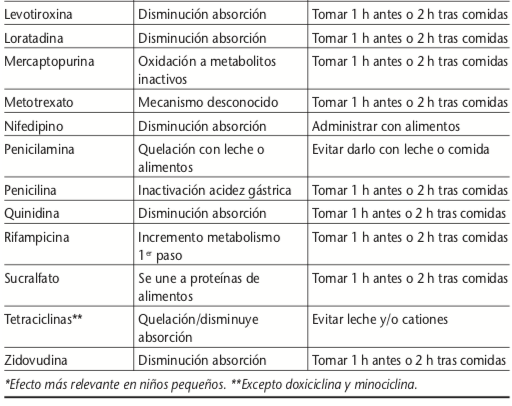 Levotiroxina Disminución absorción Tomar 1 h antes o 2 h tras comidas
Loratadina Disminución absorción Tomar 1 h antes o 2 h tras comidas
Mercaptopurina Oxidación a metabolitos Tomar 1 h antes o 2 h tras comidas
inactivos
Metotrexato Mecanismo desconocido Tomar 1 h antes o 2 h tras comidas
Nifedipino Disminución absorción Administrar con alimentos
Penicilamina Quelación con leche o Evitar darlo con leche o comida
alimentos
Penicilina Inactivación acidez gástrica Tomar 1 h antes o 2 h tras comidas
Quinidina Disminución absorción Tomar 1 h antes o 2 h tras comidas
Rifampicina Incremento metabolismo Tomar 1 h antes o 2 h tras comidas
1er paso
Sucralfato Se une a proteínas de Tomar 1 h antes o 2 h tras comidas
alimentos
Tetraciclinas** Quelación/disminuye Evitar leche y/o cationes
absorción
Zidovudina Disminución absorción Tomar 1 h antes o 2 h tras comidas
*Efecto más relevante en niños pequeños. **Excepto doxiciclina y minociclina.